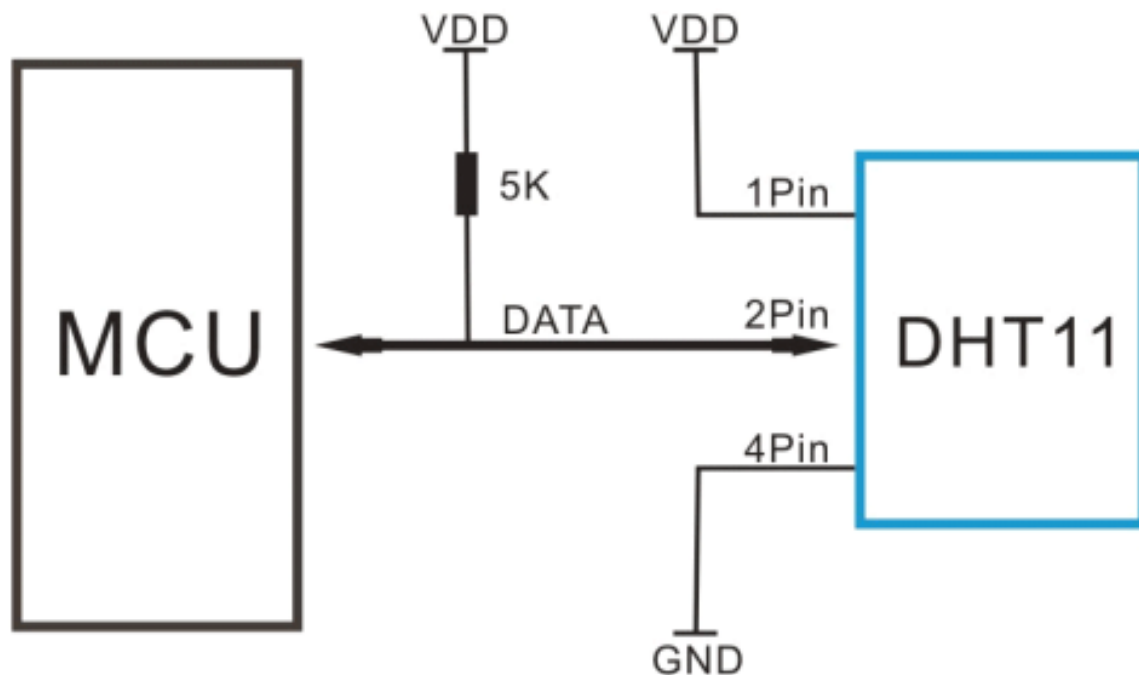 VDD
VDD
5K
1Pin
MCU
DATA
2Pin
DHT11
4Pin
GND